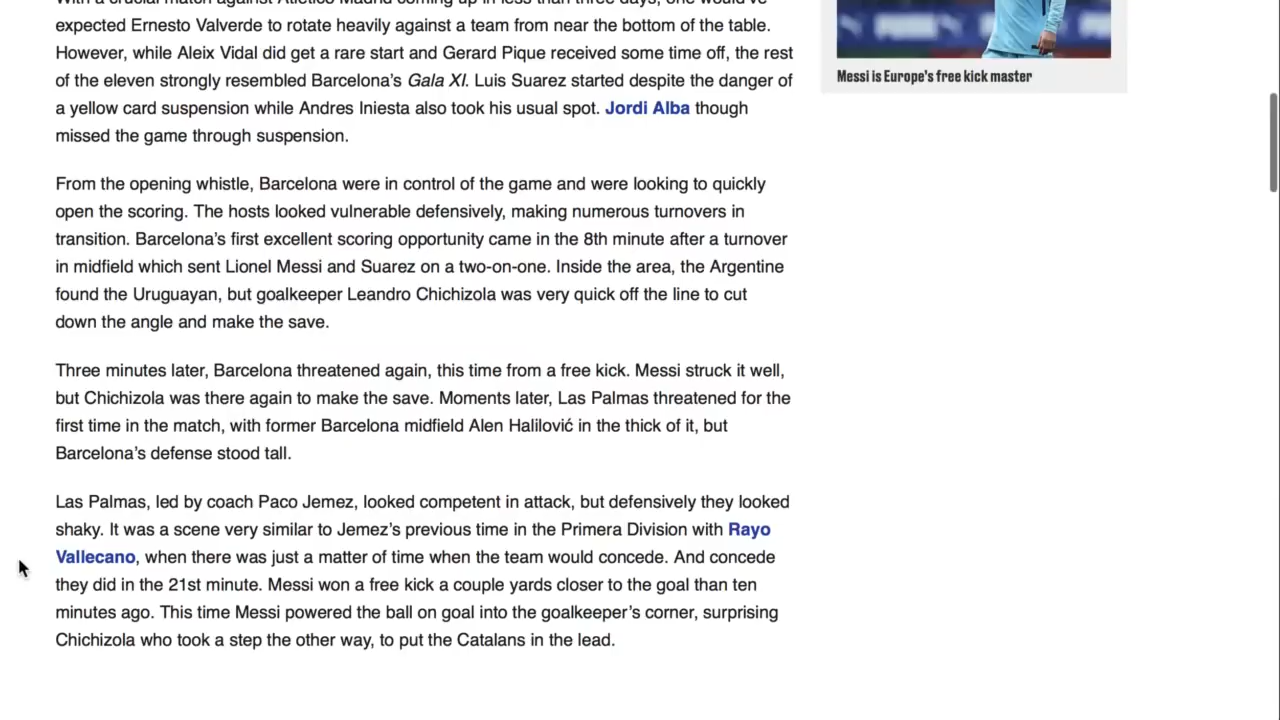 With a crucial match against Atletico Madrid coming up in less than three days, one would've
expected Ernesto Valverde to rotate heavily against a team from near the bottom of the table.
However, while Aleix Vidal did get a rare start and Gerard Pique received some time off, the rest
of the eleven strongly resembled Barcelona's Gala XI. Luis Suarez started despite the danger of
a yellow card suspension while Andres Iniesta also took his usual spot. Jordi Alba though
missed the game through suspension.
From the opening whistle, Barcelona were in control of the game and were looking to quickly
open the scoring. The hosts looked vulnerable defensively, making numerous turnovers in
transition. Barcelona's first excellent scoring opportunity came in the 8th minute after a turnover
in midfield which sent Lionel Messi and Suarez on a two-on-one. Inside the area, the Argentine
found the Uruguayan, but goalkeeper Leandro Chichizola was very quick off the line to cut
down the angle and make the save.
Three minutes later, Barcelona threatened again, this time from a free kick. Messi struck it well,
but Chichizola was there again to make the save. Moments later, Las Palmas threatened for the
first time in the match, with former Barcelona midfield Alen Halilović in the thick of it, but
Barcelona's defense stood tall.
Las Palmas, led by coach Paco Jemez, looked competent in attack, but defensively they looked
shaky. It was a scene very similar to Jemez's previous time in the Primera Division with Rayo
Vallecano, when there was just a matter of time when the team would concede. And concede
they did in the 21st minute. Messi won a free kick a couple yards closer to the goal than ten
minutes ago. This time Messi powered the ball on goal into the goalkeeper's corner, surprising
Chichizola who took a step the other way, to put the Catalans in the lead.
Messi is Europe's free kick master